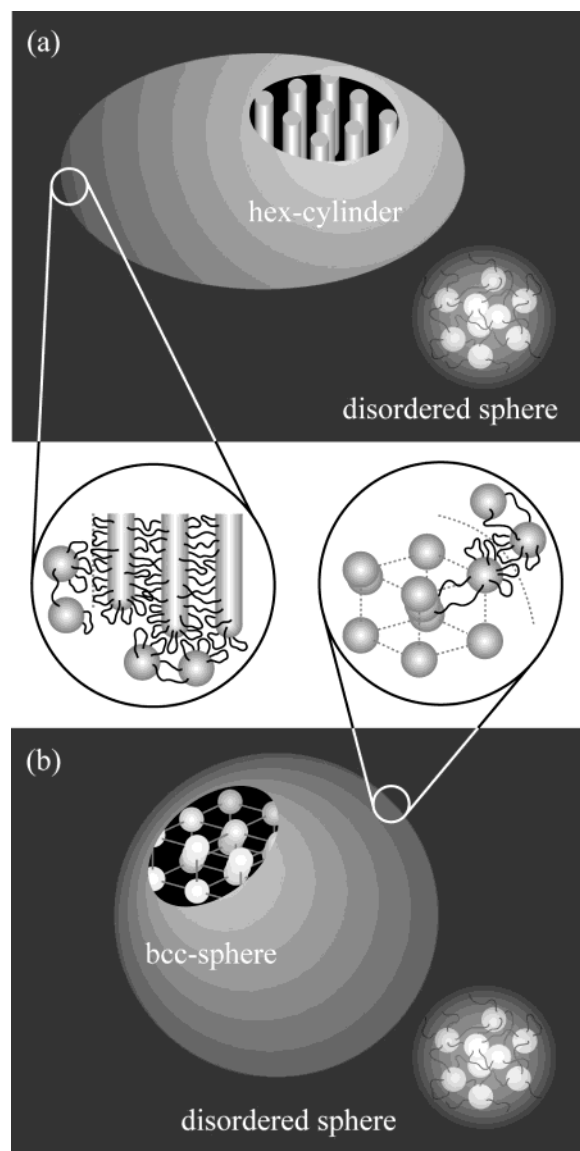 (a)
hex-cylinder
disordered sphere
(b)
bcc-sphere
disordered sphere